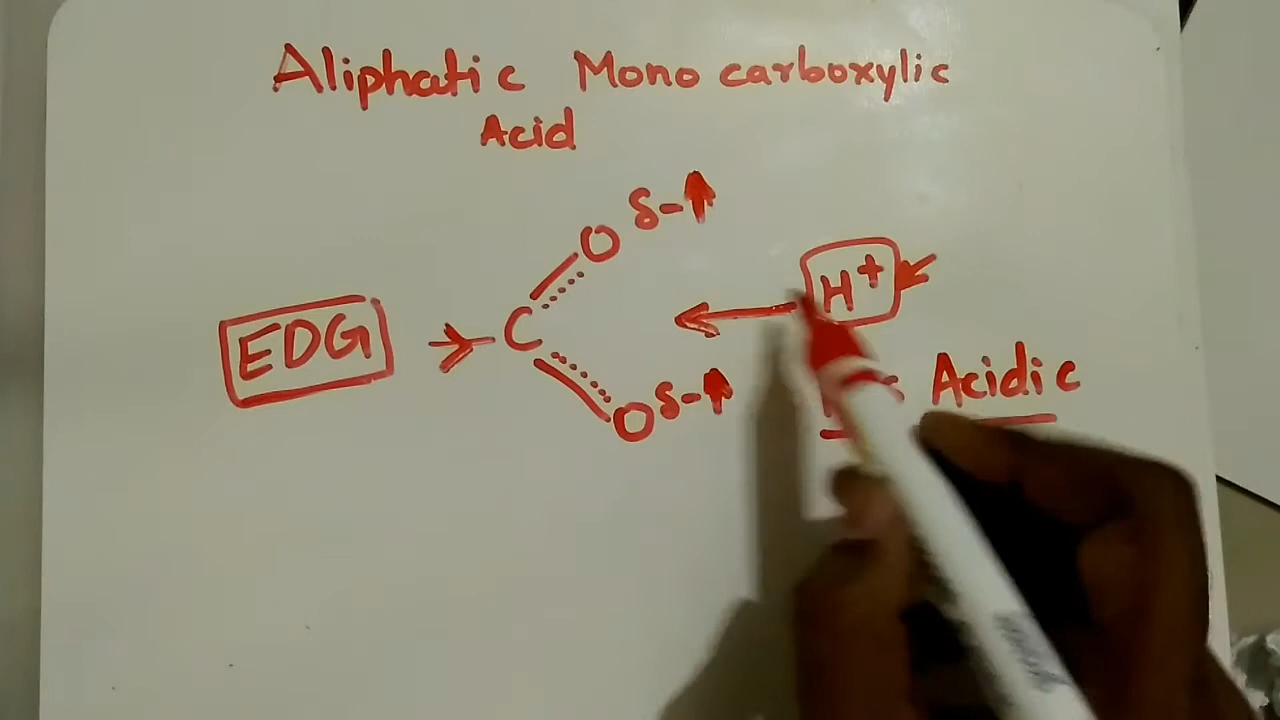 Aliphatic Mono carboxylic
Acid
O δ-
H+
EDG
C
O δ-
Acidic